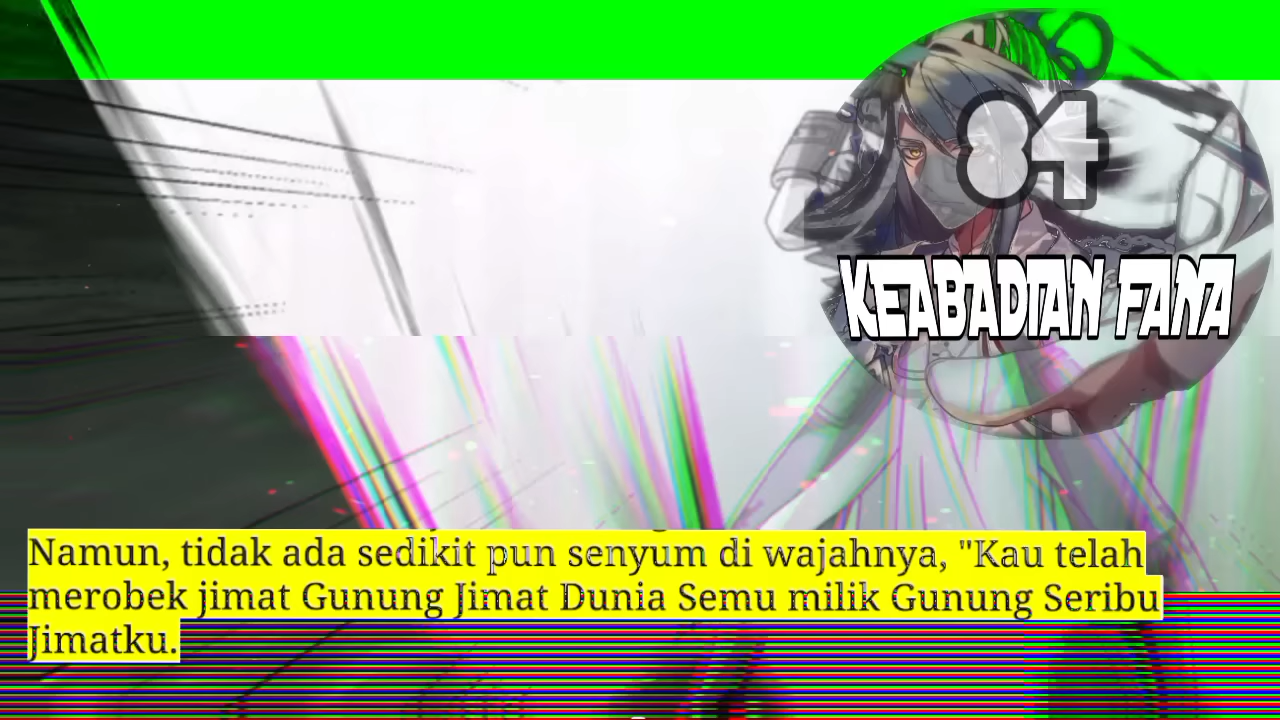 84
KEABADIAN FANA
Namun, tidak ada sedikit pun senyum di wajahnya, "Kau telah
merobek jimat Gunung Jimat Dunia Semu milik Gunung Seribu
Jimatku.